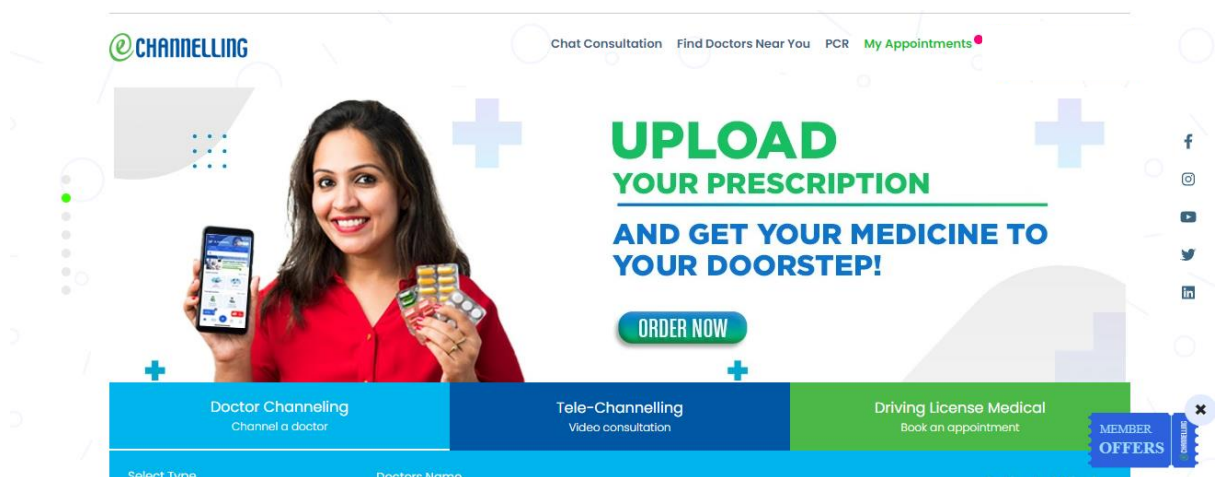 eCHANNELLING
Chat Consultation Find Doctors Near You PCR My Appointments
UPLOAD
YOUR PRESCRIPTION
AND GET YOUR MEDICINE TO
YOUR DOORSTEP!
ORDER NOW
Doctor Channeling
Channel a doctor
Tele-Channelling
Video consultation
Driving License Medical
Book an appointment
MEMBER
OFFERS
eCHANNELLING
Select Type
Doctors Name